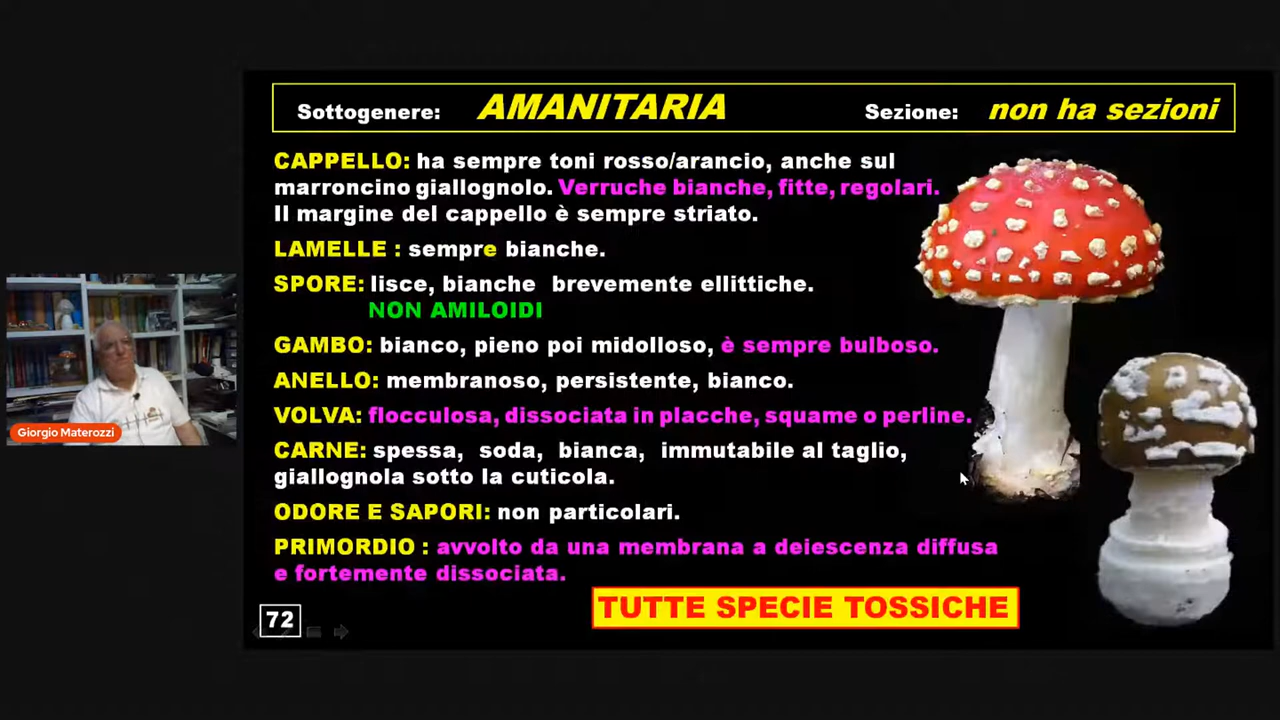 Sottogenere: AMANITARIA Sezione: non ha sezioni
CAPPELLO: ha sempre toni rosso/arancio, anche sul
marroncino giallognolo. Verruche bianche, fitte, regolari.
Il margine del cappello è sempre striato.
LAMELLE : sempre bianche.
SPORE: lisce, bianche brevemente ellittiche.
NON AMILOIDI
GAMBO: bianco, pieno poi midolloso, è sempre bulboso.
ANELLO: membranoso, persistente, bianco.
VOLVA: flocculosa, dissociata in placche, squame o perline.
CARNE: spessa, soda, bianca, immutabile al taglio,
giallognola sotto la cuticola.
ODORE E SAPORI: non particolari.
PRIMORDIO : avvolto da una membrana a deiescenza diffusa
e fortemente dissociata.
TUTTE SPECIE TOSSICHE
72
Giorgio Materozzi